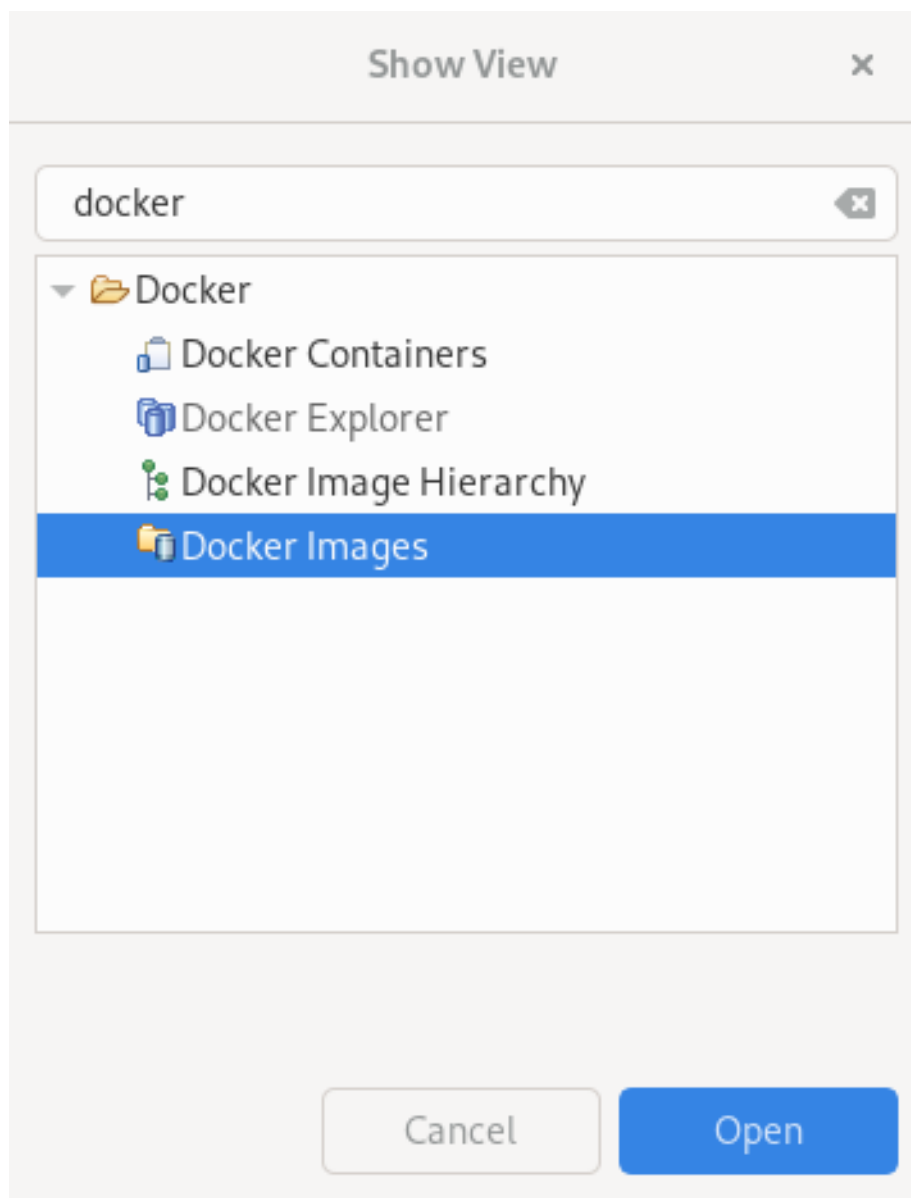 Show View
docker
Docker
Docker Containers
Docker Explorer
Docker Image Hierarchy
Docker Images
Cancel
Open